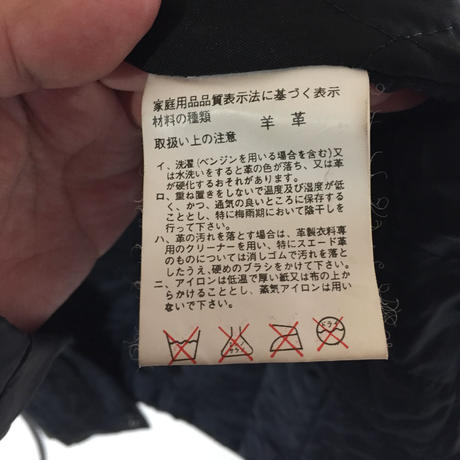 家庭用品品質表示法に基づく表示
材料の種類 羊革
取扱い上の注意
イ、洗濯(ベンジンを用いる場合を含む)又
は水洗いをすると革の色が落ち、又は革
が硬化するおそれがあります。
ロ、重ね置きをしないで温度及び湿度が低
く、かつ、通気の良いところに保存する
こととし、特に梅雨期において陰干しを
行って下さい。
ハ、革の汚れを落とす場合は、革製衣料専
用のクリーナーを用い、特にスエード革
のものについては消しゴムで汚れを落と
したうえ、硬めのブラシをかけて下さい。
ニ、アイロンは低温で厚い紙又は布の上か
らかけることとし、蒸気アイロンは用い
ないで下さい。
エンソ サラシ ドライ